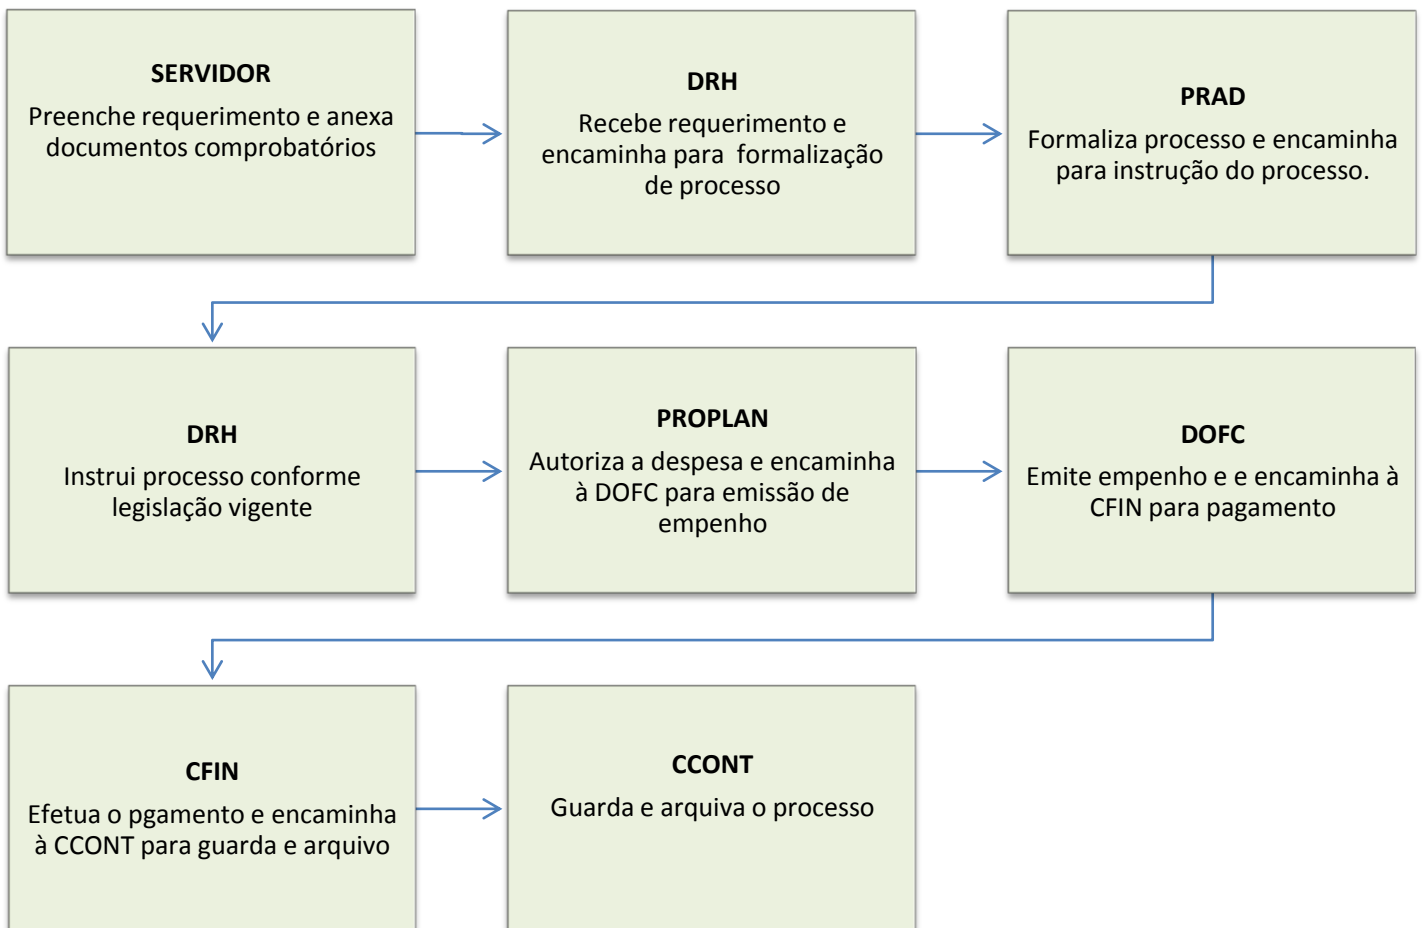 SERVIDOR
Preenche requerimento e anexa
documentos comprobatórios
DRH
Recebe requerimento e
encaminha para  formalização
de processo
PRAD
Formaliza processo e encaminha
para instrução do processo.
DRH
Instrui processo conforme
legislação vigente
PROPLAN
Autoriza a despesa e encaminha
à DOFC para emissão de
empenho
DOFC
Emite empenho e e encaminha à
CFIN para pagamento
CFIN
Efetua o pgamento e encaminha
à CCONT para guarda e arquivo
CCONT
Guarda e arquiva o processo